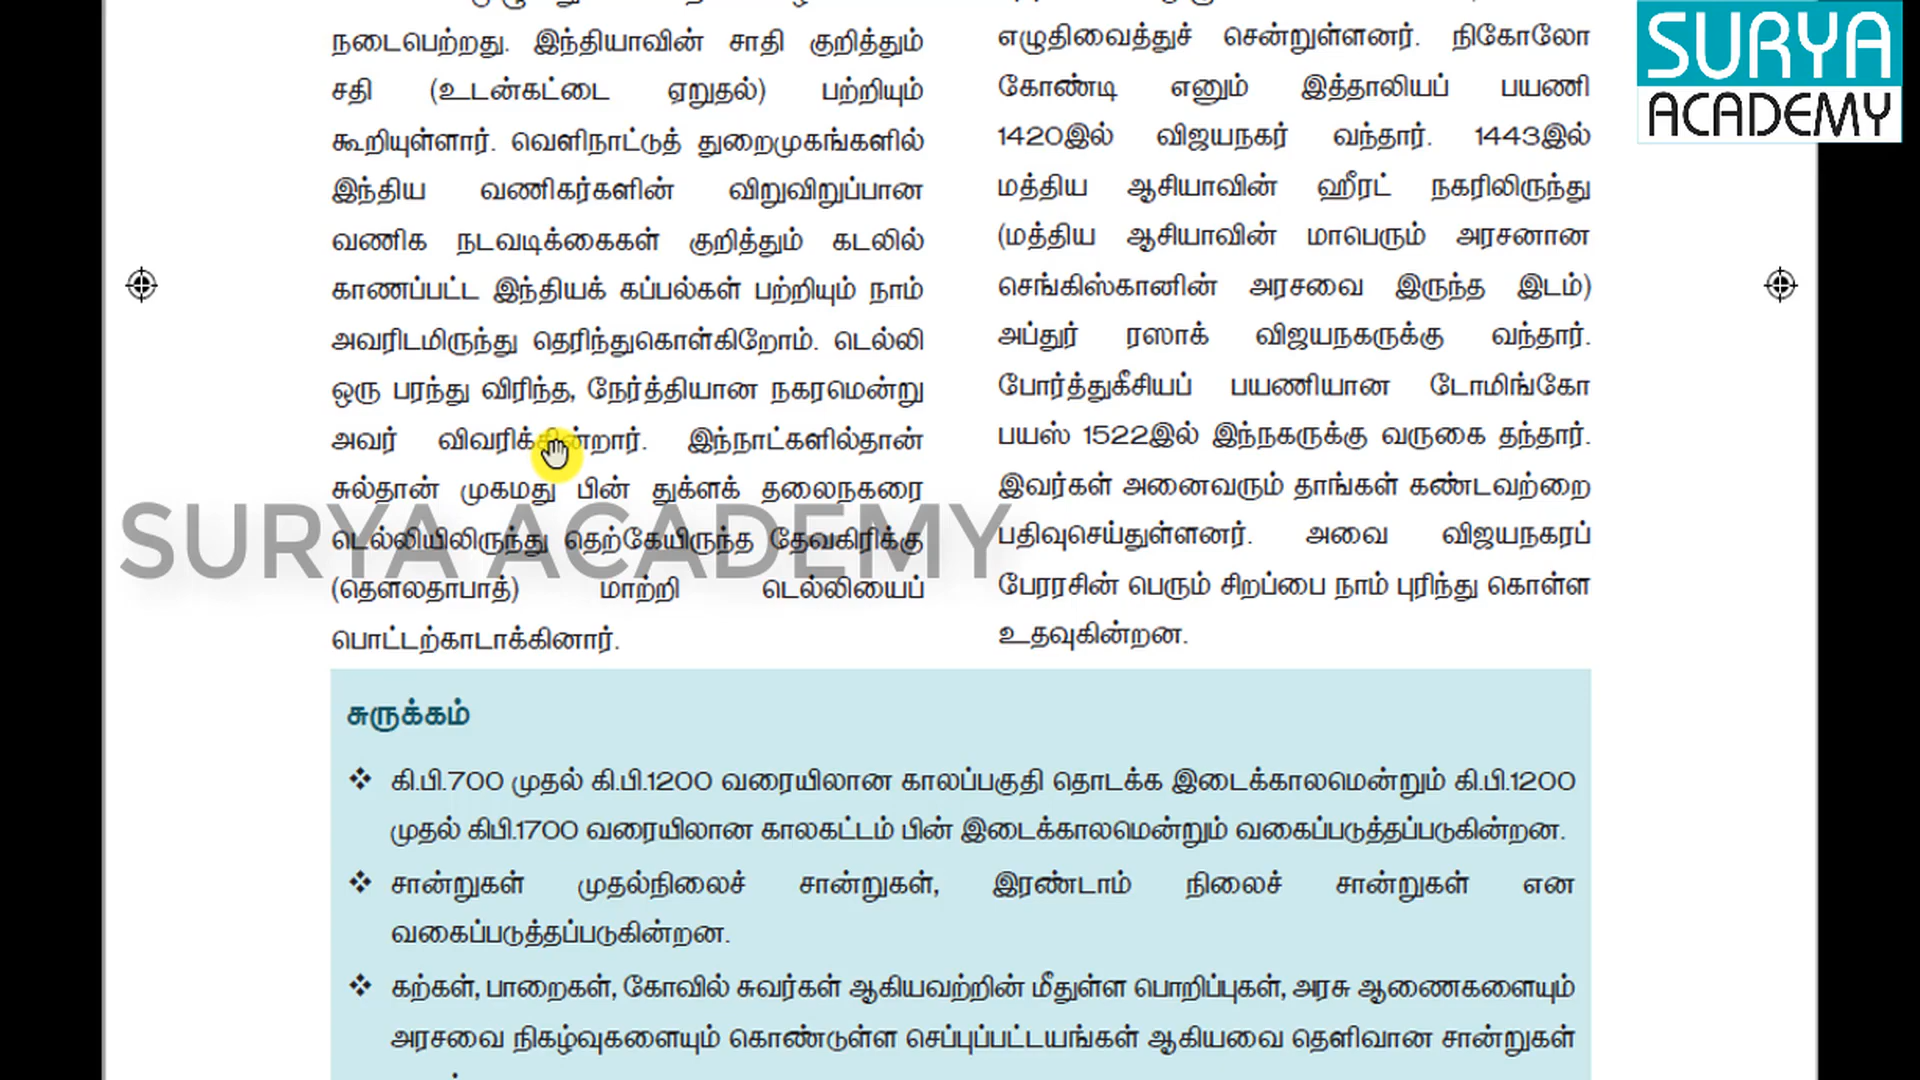 நடைபெற்றது. இந்தியாவின் சாதி குறித்தும்
சதி (உடன்கட்டை ஏறுதல்) பற்றியும்
கூறியுள்ளார். வெளிநாட்டுத் துறைமுகங்களில்
இந்திய வணிகர்களின் விறுவிறுப்பான
வணிக நடவடிக்கைகள் குறித்தும் கடலில்
காணப்பட்ட இந்தியக் கப்பல்கள் பற்றியும் நாம்
அவரிடமிருந்து தெரிந்துகொள்கிறோம். டெல்லி
ஒரு பரந்து விரிந்த, நேர்த்தியான நகரமென்று
அவர் விவரிக்கின்றார். இந்நாட்களில்தான்
சுல்தான் முகமது பின் துக்ளக் தலைநகரை
டெல்லியிலிருந்து தெற்கேயிருந்த தேவகிரிக்கு
(தௌலதாபாத்) மாற்றி டெல்லியைப்
பொட்டற்காடாக்கினார்.
எழுதிவைத்துச் சென்றுள்ளனர். நிகோலோ
கோண்டி எனும் இத்தாலியப் பயணி
1420இல் விஜயநகர் வந்தார். 1443இல்
மத்திய ஆசியாவின் ஹீரட் நகரிலிருந்து
(மத்திய ஆசியாவின் மாபெரும் அரசனான
செங்கிஸ்கானின் அரசவை இருந்த இடம்)
அப்துர் ரஸாக் விஜயநகருக்கு வந்தார்.
போர்த்துகீசியப் பயணியான டோமிங்கோ
பயஸ் 1522இல் இந்நகருக்கு வருகை தந்தார்.
இவர்கள் அனைவரும் தாங்கள் கண்டவற்றை
பதிவுசெய்துள்ளனர். அவை விஜயநகரப்
பேரரசின் பெரும் சிறப்பை நாம் புரிந்து கொள்ள
உதவுகின்றன.
SURYA
ACADEMY
SURYA ACADEMY
சுருக்கம்
❖ கி.பி.700 முதல் கி.பி.1200 வரையிலான காலப்பகுதி தொடக்க இடைக்காலமென்றும் கி.பி.1200
முதல் கிபி.1700 வரையிலான காலகட்டம் பின் இடைக்காலமென்றும் வகைப்படுத்தப்படுகின்றன.
❖ சான்றுகள் முதல்நிலைச் சான்றுகள், இரண்டாம் நிலைச் சான்றுகள் என
வகைப்படுத்தப்படுகின்றன.
❖ கற்கள், பாறைகள், கோவில் சுவர்கள் ஆகியவற்றின் மீதுள்ள பொறிப்புகள், அரசு ஆணைகளையும்
அரசவை நிகழ்வுகளையும் கொண்டுள்ள செப்புப்பட்டயங்கள் ஆகியவை தெளிவான சான்றுகள்